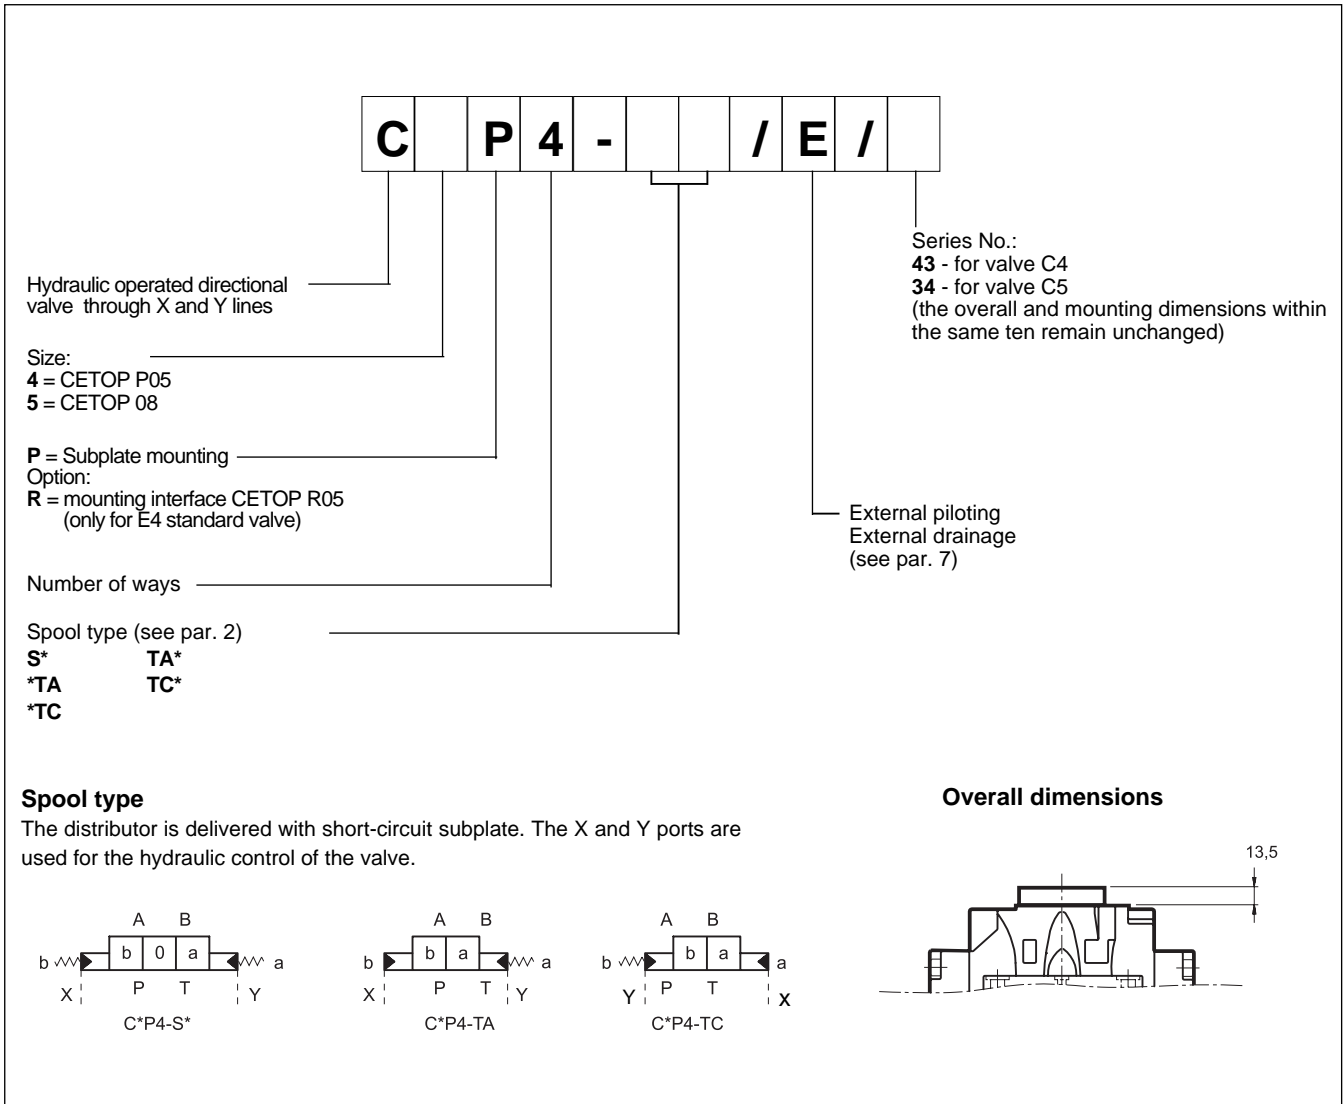 C P 4 - / E /
Hydraulic operated directional
valve through X and Y lines
Size:
4 = CETOP P05
5 = CETOP 08
P = Subplate mounting
Option:
R = mounting interface CETOP R05
(only for E4 standard valve)
Number of ways
Spool type (see par. 2)
S* TA*
*TA TC*
*TC
Series No.:
43 - for valve C4
34 - for valve C5
(the overall and mounting dimensions within
the same ten remain unchanged)
External piloting
External drainage
(see par. 7)
Spool type
The distributor is delivered with short-circuit subplate. The X and Y ports are
used for the hydraulic control of the valve.
A B
b b 0 a a
X P T Y
C*P4-S*
A B
b b a a
X P T Y
C*P4-TA
A B
b b a a
Y P T X
C*P4-TC
Overall dimensions
13,5